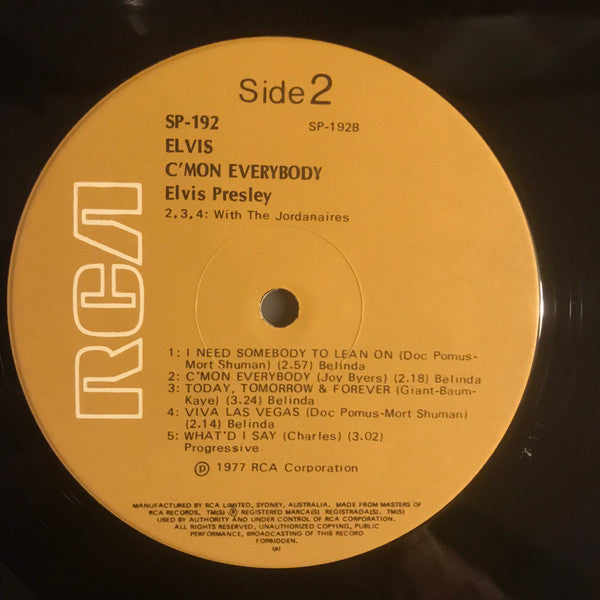 Side 2
SP-192 SP-192B
ELVIS
C'MON EVERYBODY
Elvis Presley
2,3,4: With The Jordanaires
RCA
1: I NEED SOMEBODY TO LEAN ON (Doc Pomus-
Mort Shuman) (2.57) Belinda
2: C'MON EVERYBODY (Joy Byers) (2.18) Belinda
3: TODAY, TOMORROW & FOREVER (Giant-Baum-
Kaye) (3.24) Belinda
4: VIVA LAS VEGAS (Doc Pomus-Mort Shuman)
(2.14) Belinda
5: WHAT'D I SAY (Charles) (3.02)
Progressive
℗ 1977 RCA Corporation
MANUFACTURED BY RCA LIMITED, SYDNEY, AUSTRALIA. MADE FROM MASTERS OF
RCA RECORDS. TM(S) ® REGISTERED MARCA(S) REGISTRADA(S). TM(S)
USED BY AUTHORITY AND UNDER CONTROL OF RCA CORPORATION.
ALL RIGHTS RESERVED, UNAUTHORIZED COPYING, PUBLIC
PERFORMANCE, BROADCASTING OF THIS RECORD
FORBIDDEN.